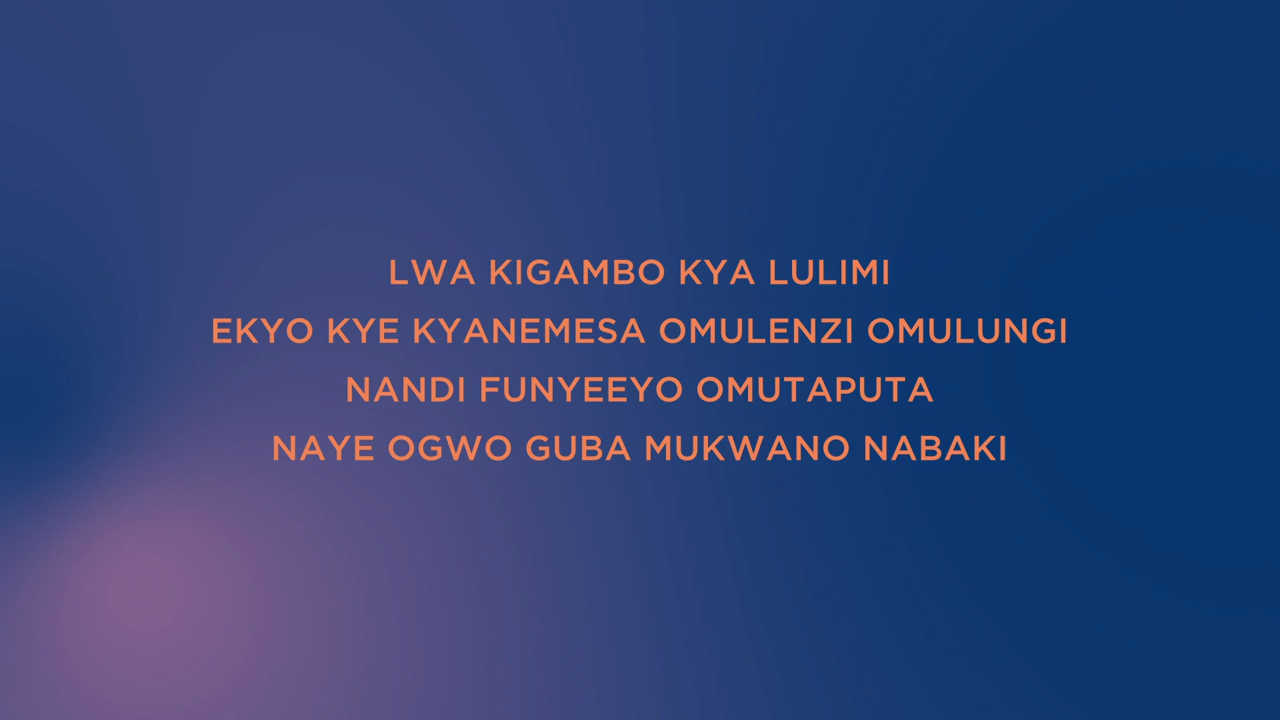 LWA KIGAMBO KYA LULIMI
EKYO KYE KYANEMESA OMULENZI OMULUNGI
NANDI FUNYEEYO OMUTAPUTA
NAYE OGWO GUBA MUKWANO NABAKI